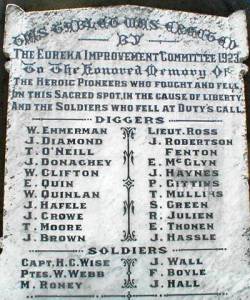 THIS TABLET WAS ERECTED
BY
THE EUREKA IMPROVEMENT COMMITTEE 1923
To The Honored Memory Of
THE HEROIC PIONEERS WHO FOUGHT AND FELL,
ON THIS SACRED SPOT, IN THE CAUSE OF LIBERTY,
AND THE SOLDIERS WHO FELL AT DUTY'S CALL.
DIGGERS
W. EMMERMAN LIEUT. ROSS
J. DIAMOND J. ROBERTSON
T. O'NEILL FENTON
J. DONAGHEY E. MCGLYN
W. CLIFTON J. HAYNES
E. QUIN P. GITTINS
W. QUINLAN T. MULLINS
J. HAFELE S. GREEN
J. CROWE R. JULIEN
T. MOORE E. THONEN
J. BROWN J. HASSLE
SOLDIERS
CAPT. H.C. WISE J. WALL
PTES. W. WEBB F. BOYLE
M. RONEY J. HALL